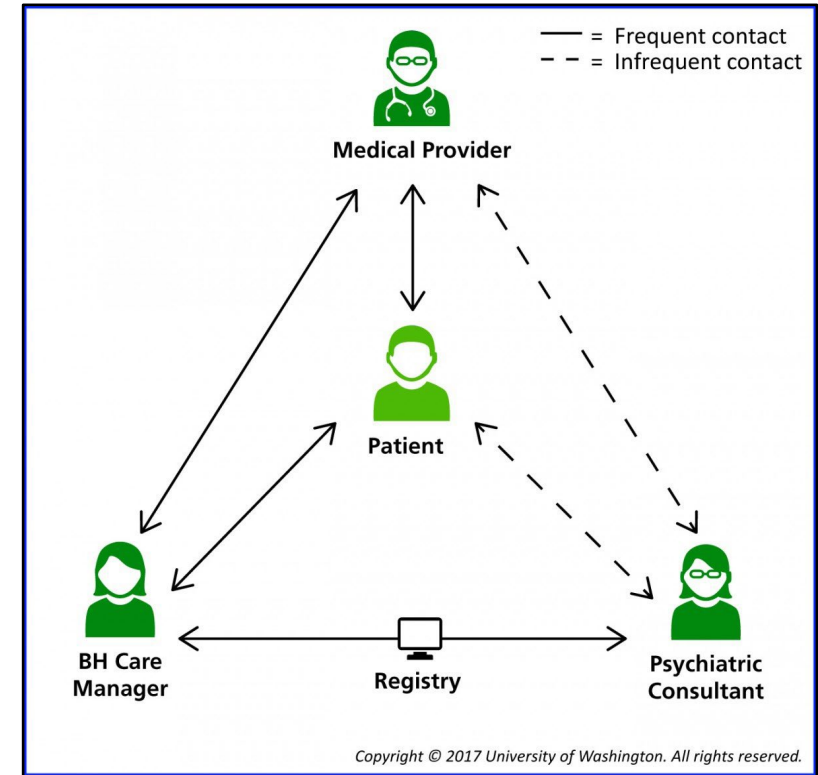 = Frequent contact
= Infrequent contact
Medical Provider
Patient
BH Care
Manager
Registry
Psychiatric
Consultant
Copyright © 2017 University of Washington. All rights reserved.